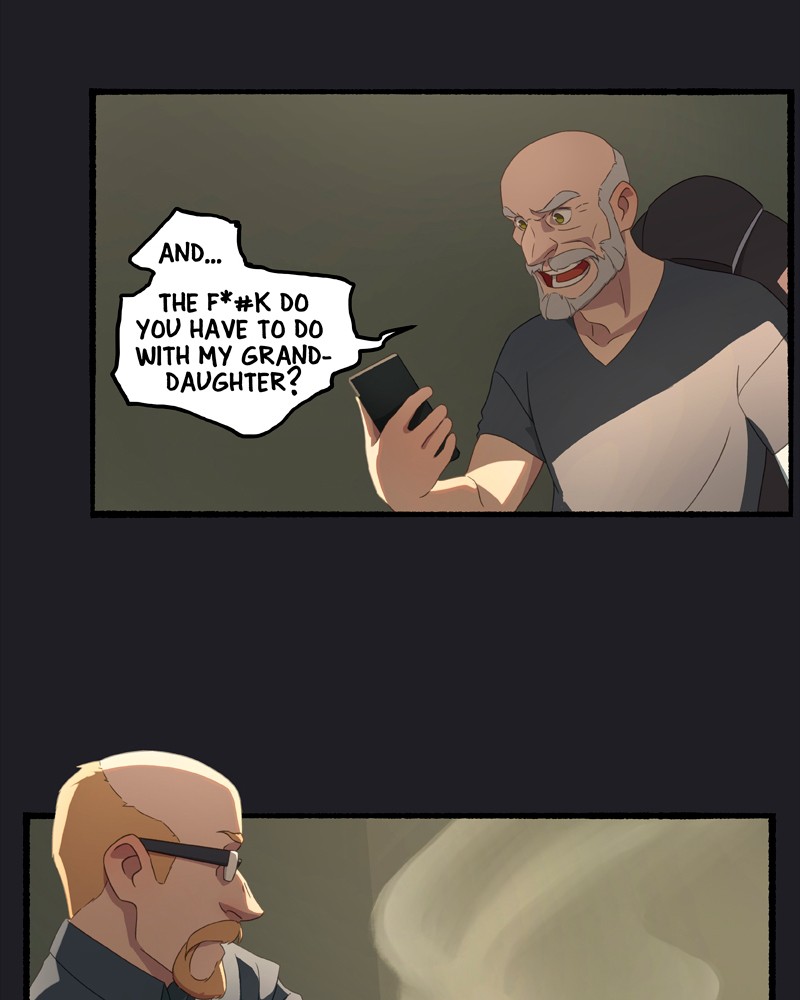 AND...
THE F*#K DO
YOU HAVE TO DO
WITH MY GRAND-
DAUGHTER?